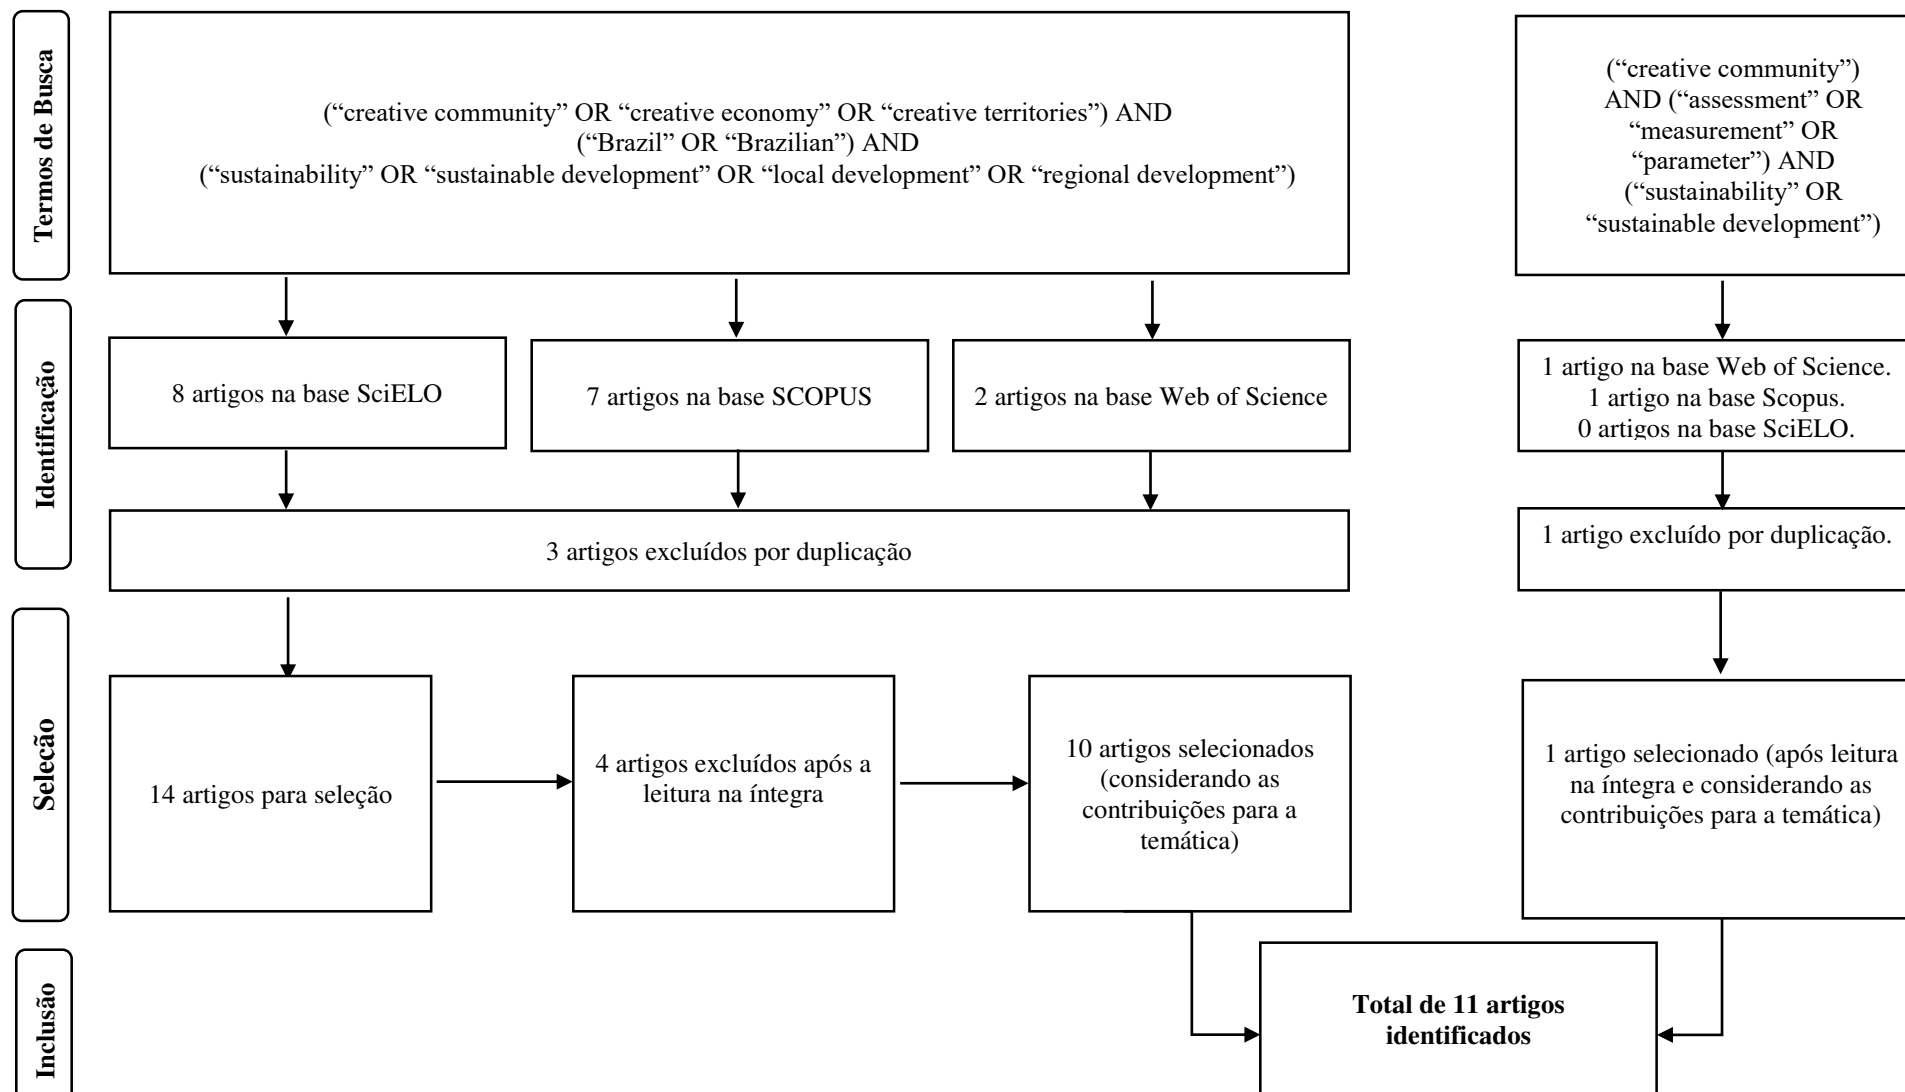 Termos de Busca
(“creative community” OR “creative economy” OR “creative territories”) AND
(“Brazil” OR “Brazilian”) AND
(“sustainability” OR “sustainable development” OR “local development” OR “regional development”)
(“creative community”)
AND (“assessment” OR
“measurement” OR
“parameter”) AND
(“sustainability” OR
“sustainable development”)
Identificação
8 artigos na base SciELO
7 artigos na base SCOPUS
2 artigos na base Web of Science
1 artigo na base Web of Science.
1 artigo na base Scopus.
0 artigos na base SciELO.
3 artigos excluídos por duplicação
1 artigo excluído por duplicação.
Seleção
14 artigos para seleção
4 artigos excluídos após a
leitura na íntegra
10 artigos selecionados
(considerando as
contribuições para a
temática)
1 artigo selecionado (após leitura
na íntegra e considerando as
contribuições para a temática)
Inclusão
Total de 11 artigos
identificados